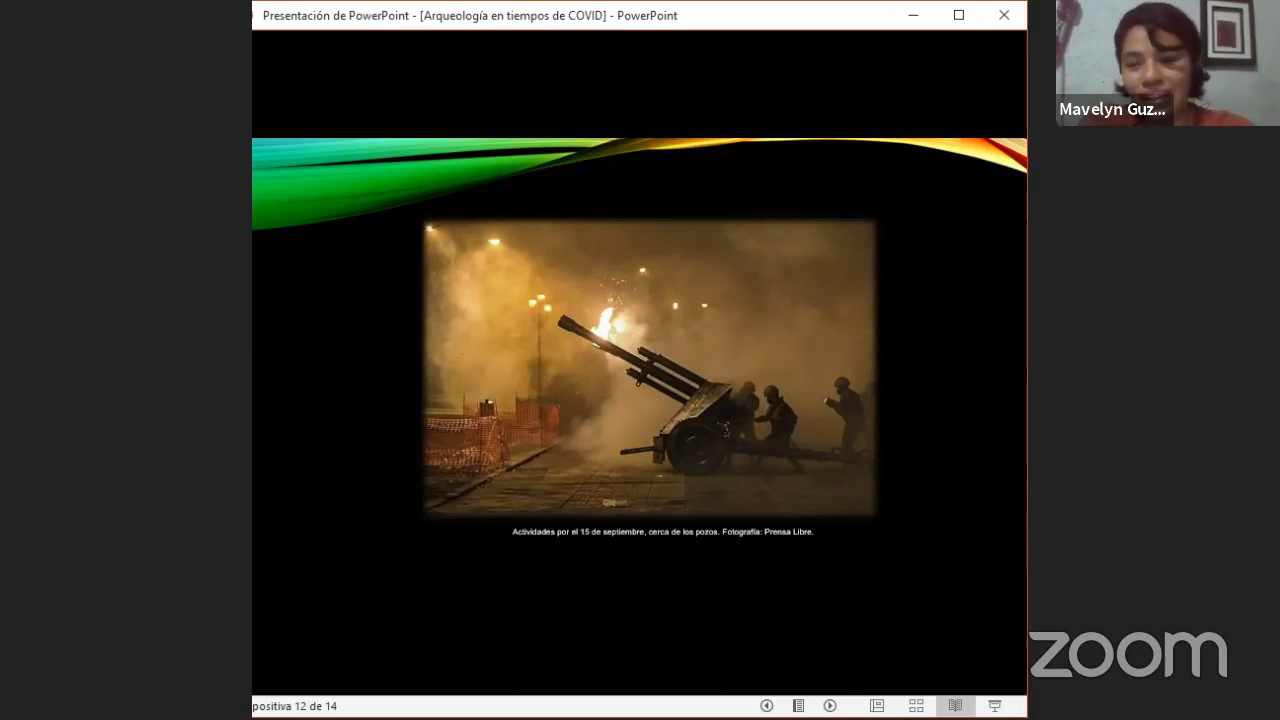 Presentación de PowerPoint - [Arqueología en tiempos de COVID] - PowerPoint
Mavelyn Guz...
Actividades por el 15 de septiembre, cerca de los pozos. Fotografía: Prensa Libre.
zoom
positiva 12 de 14